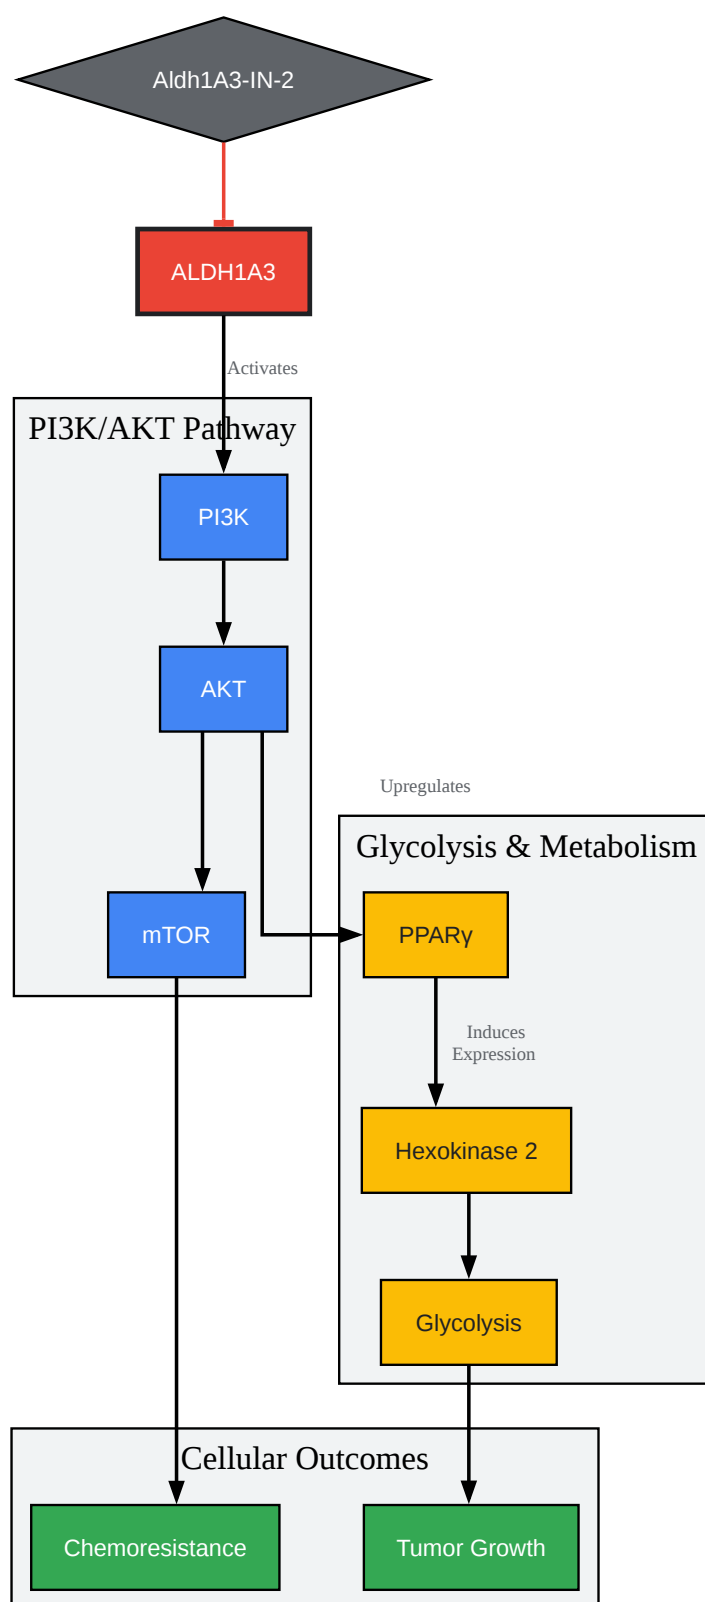 Aldh1A3-IN-2
ALDH1A3
Activates
PI3K/AKT Pathway
PI3K
AKT
Upregulates
Glycolysis & Metabolism
mTOR
PPARγ
Induces
Expression
Hexokinase 2
Glycolysis
Cellular Outcomes
Chemoresistance
Tumor Growth